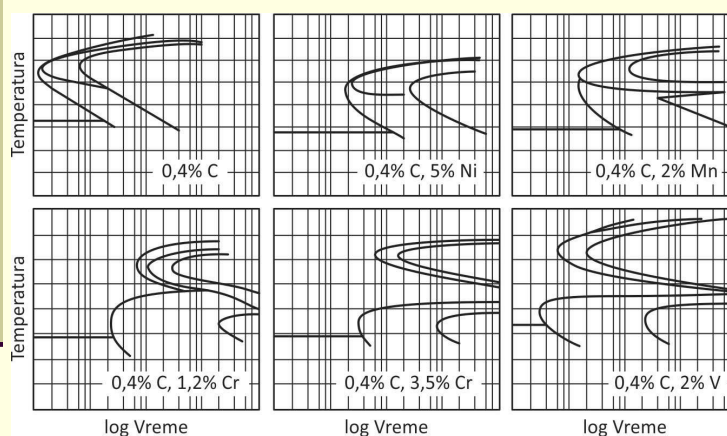 Temperatura
0,4% C
0,4% C, 5% Ni
0,4% C, 2% Mn
Temperatura
0,4% C, 1,2% Cr
0,4% C, 3,5% Cr
0,4% C, 2% V
log Vreme
log Vreme
log Vreme